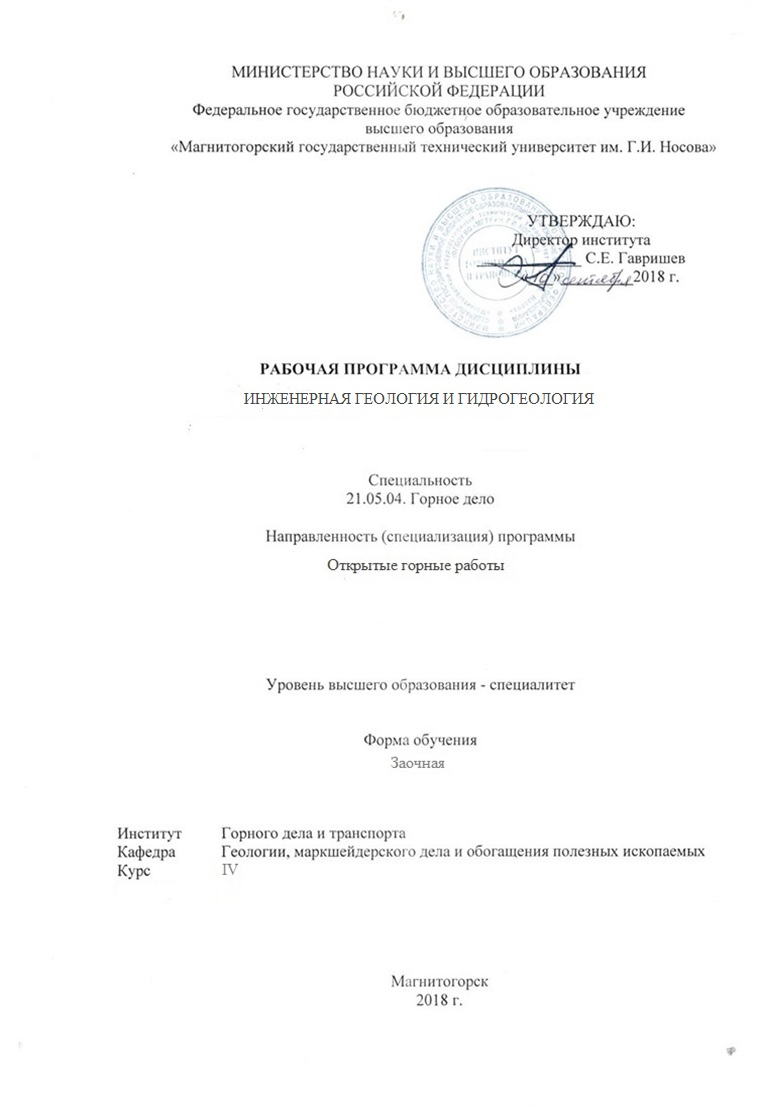 МИНИСТЕРСТВО НАУКИ И ВЫСШЕГО ОБРАЗОВАНИЯ
РОССИЙСКОЙ ФЕДЕРАЦИИ
Федеральное государственное бюджетное образовательное учреждение
высшего образования
«Магнитогорский государственный технический университет им. Г.И. Носова»
УТВЕРЖДАЮ:
Директор института
С.Е. Гавришев
сентября 2018 г.
РАБОЧАЯ ПРОГРАММА ДИСЦИПЛИНЫ
ИНЖЕНЕРНАЯ ГЕОЛОГИЯ И ГИДРОГЕОЛОГИЯ
Специальность
21.05.04. Горное дело
Направленность (специализация) программы
Открытые горные работы
Уровень высшего образования - специалитет
Форма обучения
Заочная
Институт Горного дела и транспорта
Кафедра Геологии, маркшейдерского дела и обогащения полезных ископаемых
Курс IV
Магнитогорск
2018 г.